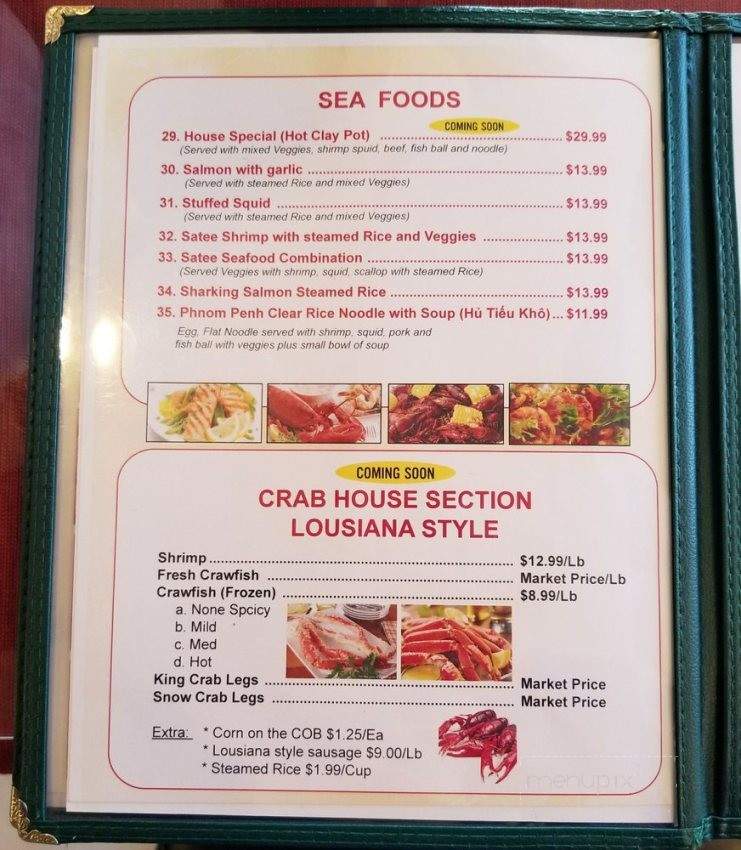 SEA FOODS
COMING SOON
29. House Special (Hot Clay Pot) ............ $29.99
(Served with mixed Veggies, shirmp spuid, beef, fish ball and noodle)
30. Salmon with garlic ............ $13.99
(Served with steamed Rice and mixed Veggies)
31. Stuffed Squid ............ $13.99
(Served with steamed Rice and mixed Veggies)
32. Satee Shrimp with steamed Rice and Veggies ............ $13.99
33. Satee Seafood Combination ............ $13.99
(Served Veggies with shrimp, squid, scallop with steamed Rice)
34. Sharking Salmon Steamed Rice ............ $13.99
35. Phnom Penh Clear Rice Noodle with Soup (Hủ Tiếu Khô)... $11.99
Egg, Flat Noodle served with shrimp, squid, pork and
fish ball with veggies plus small bowl of soup
COMING SOON
CRAB HOUSE SECTION
LOUSIANA STYLE
Shrimp ............ $12.99/Lb
Fresh Crawfish ............ Market Price/Lb
Crawfish (Frozen) ............ $8.99/Lb
a. None Spcicy
b. Mild
c. Med
d. Hot
King Crab Legs ............ Market Price
Snow Crab Legs ............ Market Price
Extra: * Corn on the COB $1.25/Ea
* Lousiana style sausage $9.00/Lb
* Steamed Rice $1.99/Cup
menupix